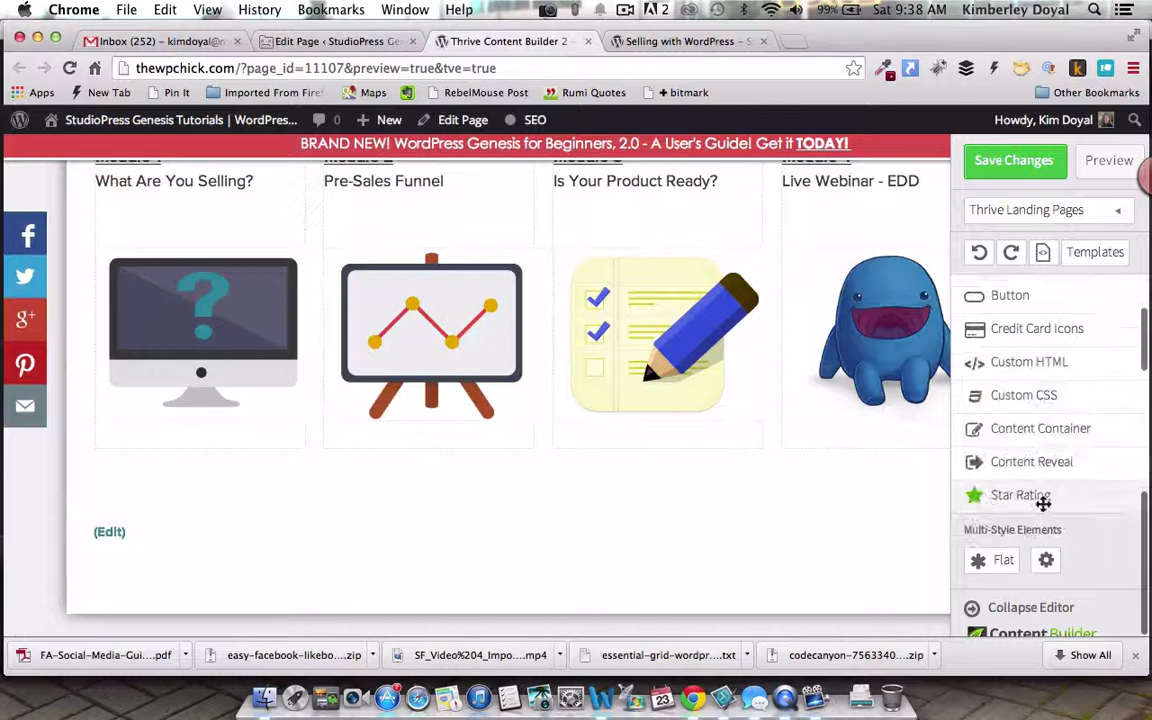 Chrome File Edit View History Bookmarks Window Help 2 99% Sat 9:38 AM Kimberley Doyal
Inbox (252) – kimdoyal@ Edit Page ‹ StudioPress Ge Thrive Content Builder 2 – Selling with WordPress – S
thewpchick.com/?page_id=11107&preview=true&tve=true
Apps New Tab Pin It Imported From Fire Maps RebelMouse Post Rumi Quotes + bitmark Other Bookmarks
StudioPress Genesis Tutorials | WordPres... 0 New Edit Page SEO Howdy, Kim Doyal
BRAND NEW! WordPress Genesis for Beginners, 2.0 - A User's Guide! Get it TODAY!
Save Changes Preview
What Are You Selling? Pre-Sales Funnel Is Your Product Ready? Live Webinar - EDD
Thrive Landing Pages
Templates
Button
Credit Card Icons
Custom HTML
Custom CSS
Content Container
Content Reveal
Star Rating
Multi-Style Elements
(Edit)
Flat
Collapse Editor
Content Builder
FA-Social-Media-Gui....pdf easy-facebook-likebo....zip SF_Video%204_Impo....mp4 essential-grid-wordpr....txt codecanyon-7563340....zip Show All